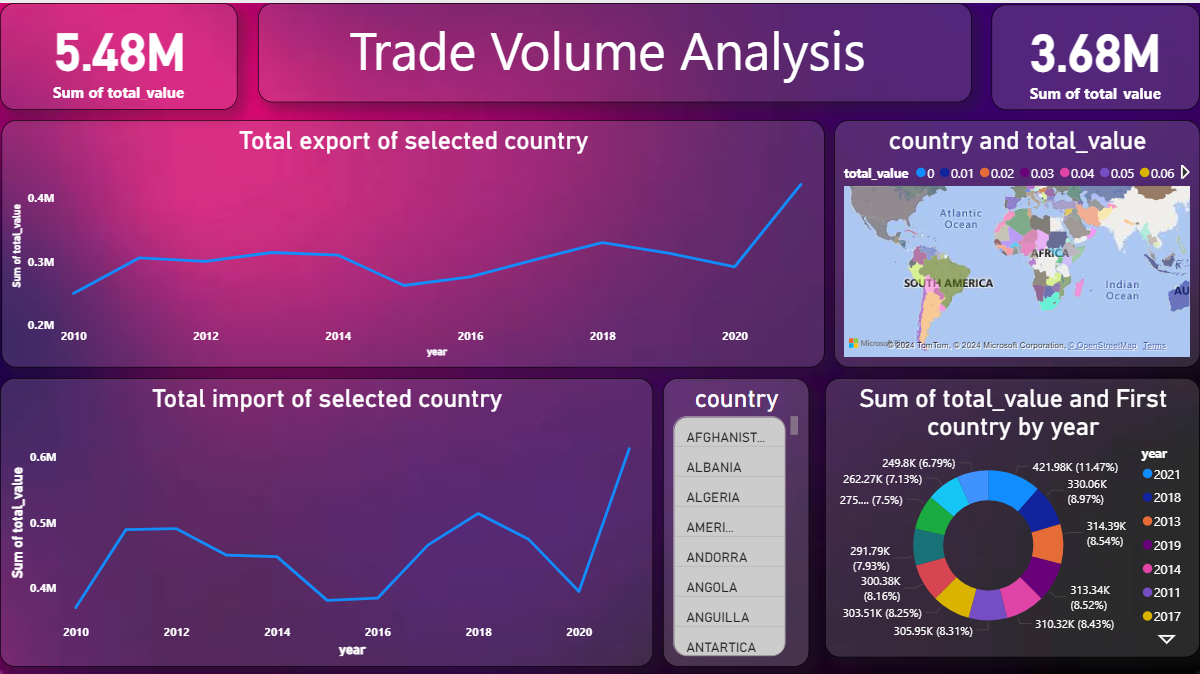 5.48M
Sum of total_value
Trade Volume Analysis
3.68M
Sum of total value
Total export of selected country
Sum of total_value
0.4M
0.3M
0.2M
2010
2012
2014
2016
2018
2020
year
country and total_value
total_value
0
0.01
0.02
0.03
0.04
0.05
0.06
Atlantic
Ocean
AFRICA
SOUTH AMERICA
Indian
Ocean
AU
© 2024 TomTom, © 2024 Microsoft Corporation, © OpenStreetMap Terms
Total import of selected country
Sum of total_value
0.6M
0.5M
0.4M
2010
2012
2014
2016
2018
2020
year
country
AFGHANIST...
ALBANIA
ALGERIA
AMERI...
ANDORRA
ANGOLA
ANGUILLA
ANTARTICA
Sum of total_value and First
country by year
249.8K (6.79%)
262.27K (7.13%)
275.... (7.5%)
291.79K
(7.93%)
300.38K
(8.16%)
303.51K (8.25%)
305.95K (8.31%)
421.98K (11.47%)
330.06K
(8.97%)
314.39K
(8.54%)
313.34K
(8.52%)
310.32K (8.43%)
year
2021
2018
2013
2019
2014
2011
2017